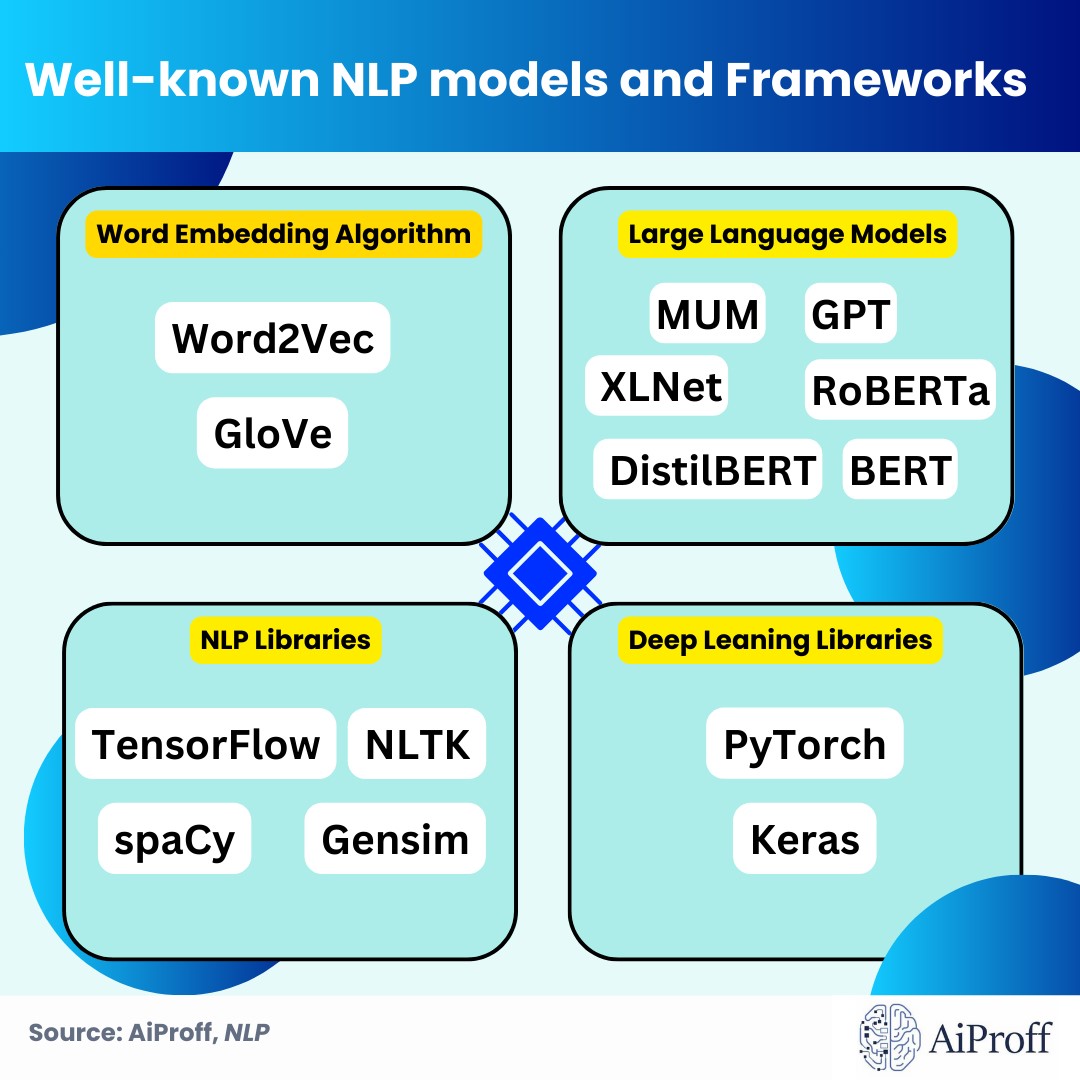 Well-known NLP models and Frameworks
Word Embedding Algorithm
Word2Vec
GloVe
Large Language Models
MUM GPT
XLNet RoBERTa
DistilBERT BERT
NLP Libraries
TensorFlow NLTK
spaCy Gensim
Deep Leaning Libraries
PyTorch
Keras
Source: AiProff, NLP
AiProff